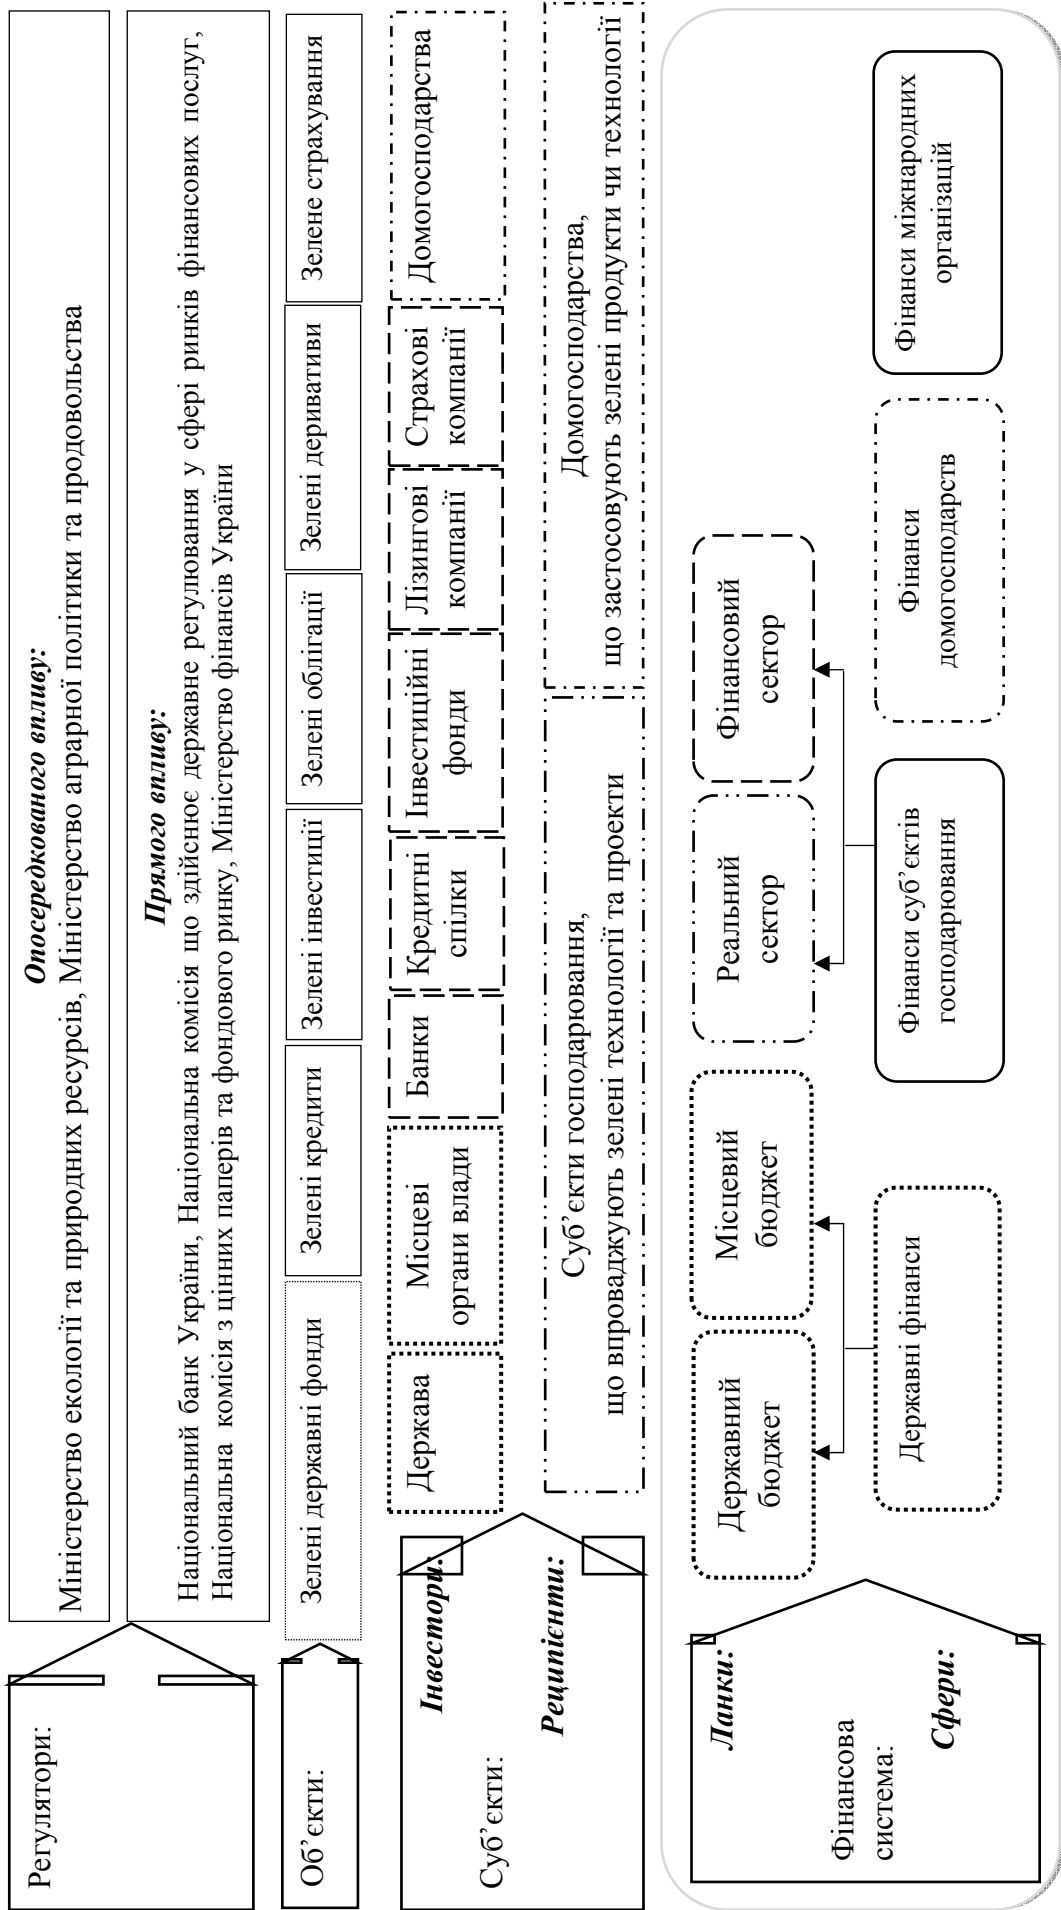 Регулятори:
Опосередкованого впливу:
Міністерство екології та природних ресурсів, Міністерство аграрної політики та продовольства
Прямого впливу:
Національний банк України, Національна комісія що здійснює державне регулювання у сфері ринків фінансових послуг,
Національна комісія з цінних паперів та фондового ринку, Міністерство фінансів України
Об’єкти:
Зелені державні фонди
Зелені кредити
Зелені інвестиції
Зелені облігації
Зелені деривативи
Зелене страхування
Суб’єкти:
Інвестори:
Держава
Місцеві
органи влади
Банки
Кредитні
спілки
Інвестиційні
фонди
Лізингові
компанії
Страхові
компанії
Домогосподарства
Реципієнти:
Суб’єкти господарювання,
що впроваджують зелені технології та проекти
Домогосподарства,
що застосовують зелені продукти чи технології
Фінансова
система:
Ланки:
Державний
бюджет
Місцевий
бюджет
Реальний
сектор
Фінансовий
сектор
Сфери:
Державні фінанси
Фінанси суб’єктів
господарювання
Фінанси
домогосподарств
Фінанси міжнародних
організацій